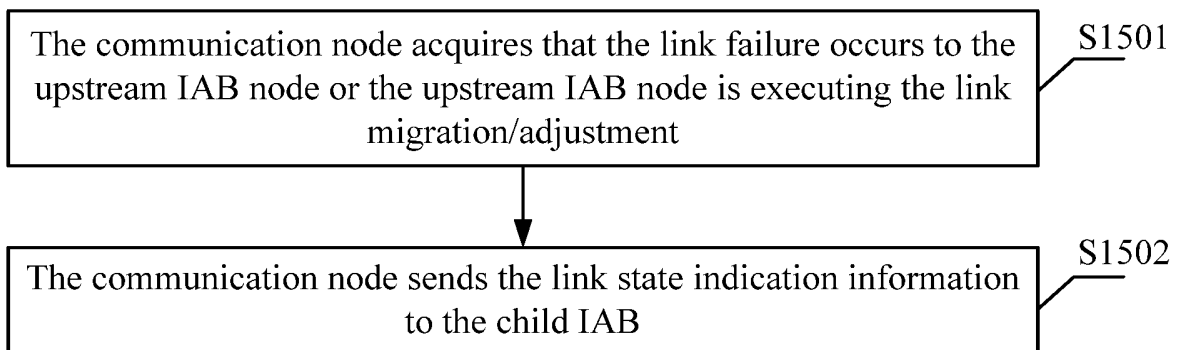 The communication node acquires that the link failure occurs to the
upstream IAB node or the upstream IAB node is executing the link
migration/adjustment
S1501
The communication node sends the link state indication information
to the child IAB
S1502